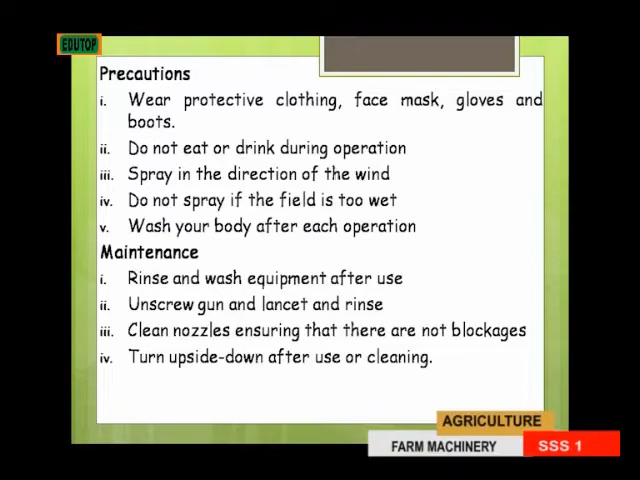 EDUTOP
Precautions
i. Wear protective clothing, face mask, gloves and
boots.
ii. Do not eat or drink during operation
iii. Spray in the direction of the wind
iv. Do not spray if the field is too wet
v. Wash your body after each operation
Maintenance
i. Rinse and wash equipment after use
ii. Unscrew gun and lancet and rinse
iii. Clean nozzles ensuring that there are not blockages
iv. Turn upside-down after use or cleaning.
AGRICULTURE
FARM MACHINERY SSS 1